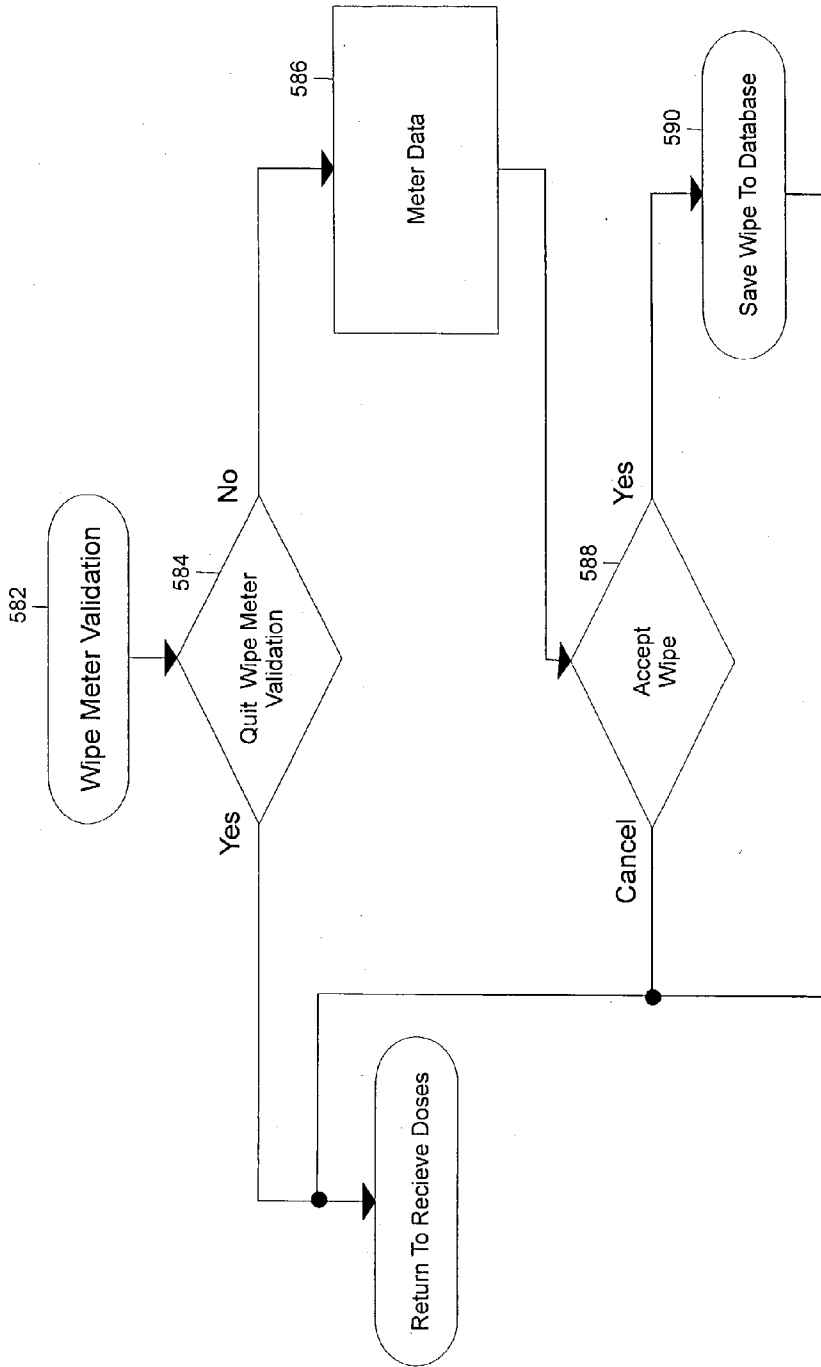 582
Wipe Meter Validation
584
Quit Wipe Meter
Validation
Yes
No
586
Meter Data
Return To Recieve Doses
588
Accept
Wipe
Cancel
Yes
590
Save Wipe To Database